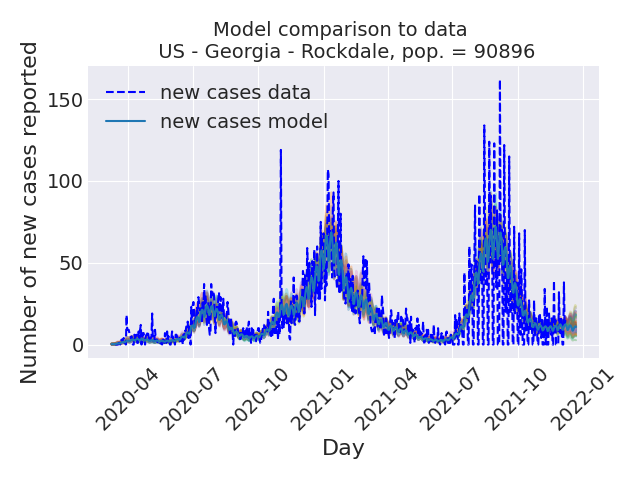 Model comparison to data
US - Georgia - Rockdale, pop. = 90896
Number of new cases reported
new cases data
new cases model
150
100
50
0
2020-04
2020-07
2020-10
2021-01
2021-04
2021-07
2021-10
2022-01
Day